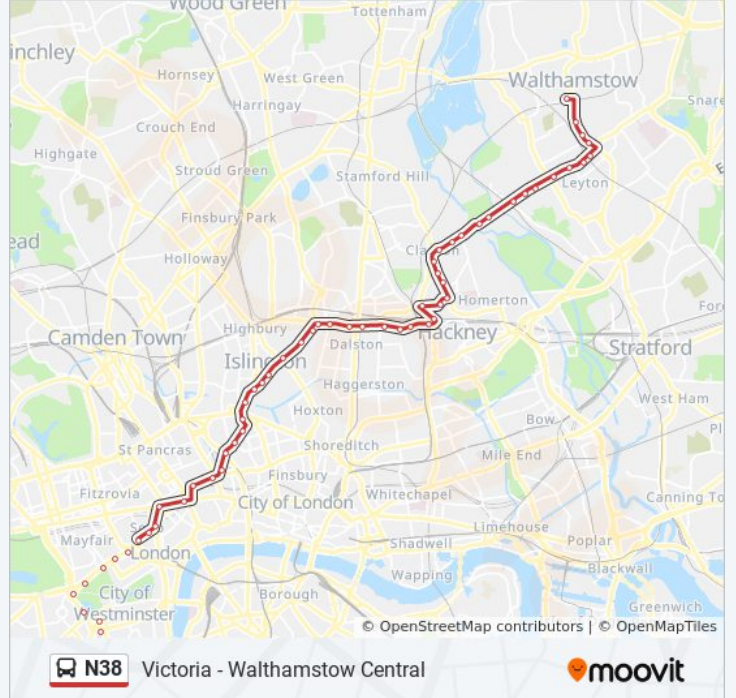 Wood Green
Tottenham
inchley
Walthamstow
Hornsey
West Green
Harringay
Snare
Crouch End
Highgate
Stroud Green
Stamford Hill
Leyton
Finsbury Park
ead
Holloway
Homerton
Highbury
Hackney
Camden Town
Dalston
Stratford
Islington
Haggerston
West Ham
Hoxton
Bow
St Pancras
Shoreditch
Mile End
Finsbury
Fitzrovia
City of London
Whitechapel
Canning To
Limehouse
Mayfair
London
Shadwell
Poplar
Wapping
Blackwall
City of
Westminster
Borough
Greenwich
© OpenStreetMap contributors | © OpenMapTiles
N38 Victoria - Walthamstow Central
moovit